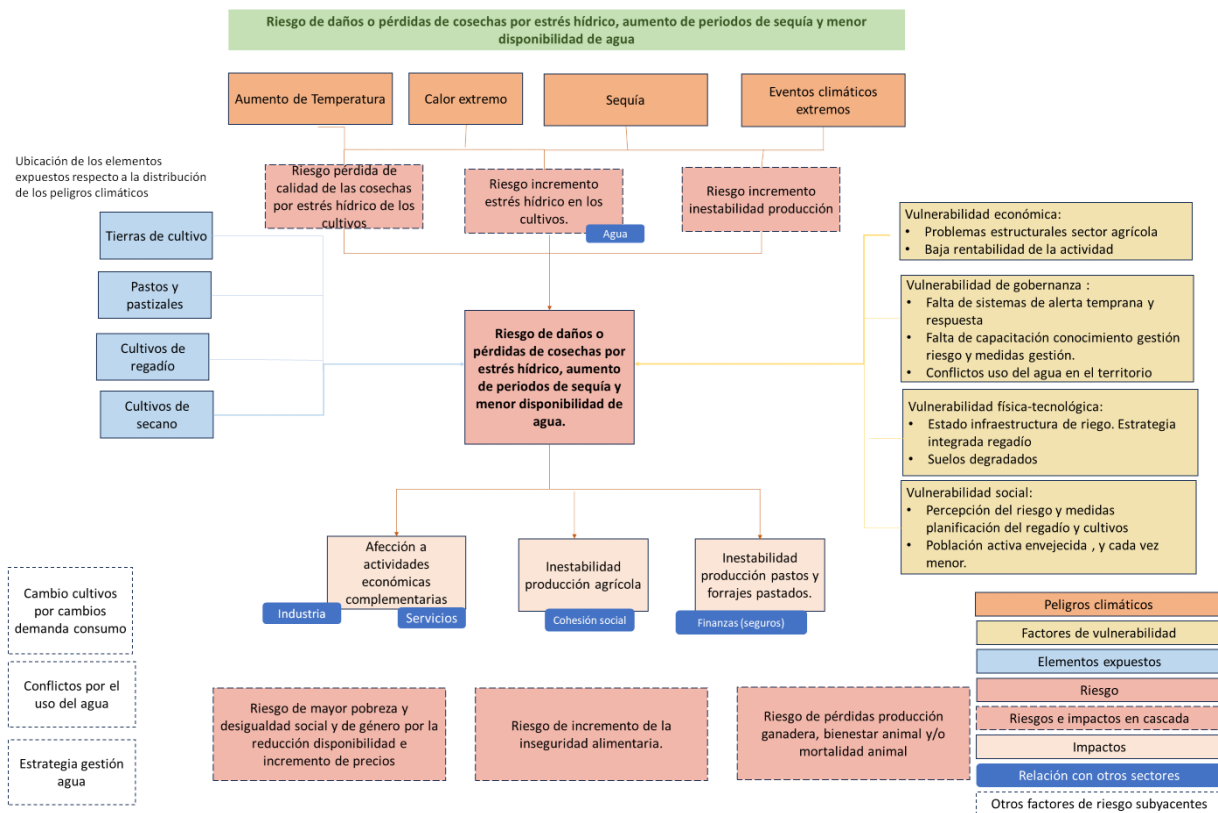 Riesgo de daños o pérdidas de cosechas por estrés hídrico, aumento de periodos de sequía y menor
disponibilidad de agua
Aumento de Temperatura
Calor extremo
Sequía
Eventos climáticos
extremos
Ubicación de los elementos
expuestos respecto a la distribución
de los peligros climáticos
Riesgo pérdida de
calidad de las cosechas
por estrés hídrico de los
cultivos
Riesgo incremento
estrés hídrico en los
cultivos.
Agua
Riesgo incremento
inestabilidad producción
Tierras de cultivo
Pastos y
pastizales
Cultivos de
regadío
Cultivos de
secano
Riesgo de daños o
pérdidas de cosechas por
estrés hídrico, aumento
de periodos de sequía y
menor disponibilidad de
agua.
Vulnerabilidad económica:
• Problemas estructurales sector agrícola
• Baja rentabilidad de la actividad
Vulnerabilidad de gobernanza :
• Falta de sistemas de alerta temprana y
respuesta
• Falta de capacitación conocimiento gestión
riesgo y medidas gestión.
• Conflictos uso del agua en el territorio
Vulnerabilidad física-tecnológica:
• Estado infraestructura de riego. Estrategia
integrada regadío
• Suelos degradados
Vulnerabilidad social:
• Percepción del riesgo y medidas
planificación del regadío y cultivos
• Población activa envejecida , y cada vez
menor.
Afección a
actividades
económicas
complementarias
Industria
Servicios
Inestabilidad
producción agrícola
Cohesión social
Inestabilidad
producción pastos y
forrajes pastados.
Finanzas (seguros)
Cambio cultivos
por cambios
demanda consumo
Conflictos por el
uso del agua
Estrategia gestión
agua
Riesgo de mayor pobreza y
desigualdad social y de género por la
reducción disponibilidad e
incremento de precios
Riesgo de incremento de la
inseguridad alimentaria.
Riesgo de pérdidas producción
ganadera, bienestar animal y/o
mortalidad animal
Peligros climáticos
Factores de vulnerabilidad
Elementos expuestos
Riesgo
Riesgos e impactos en cascada
Impactos
Relación con otros sectores
Otros factores de riesgo subyacentes